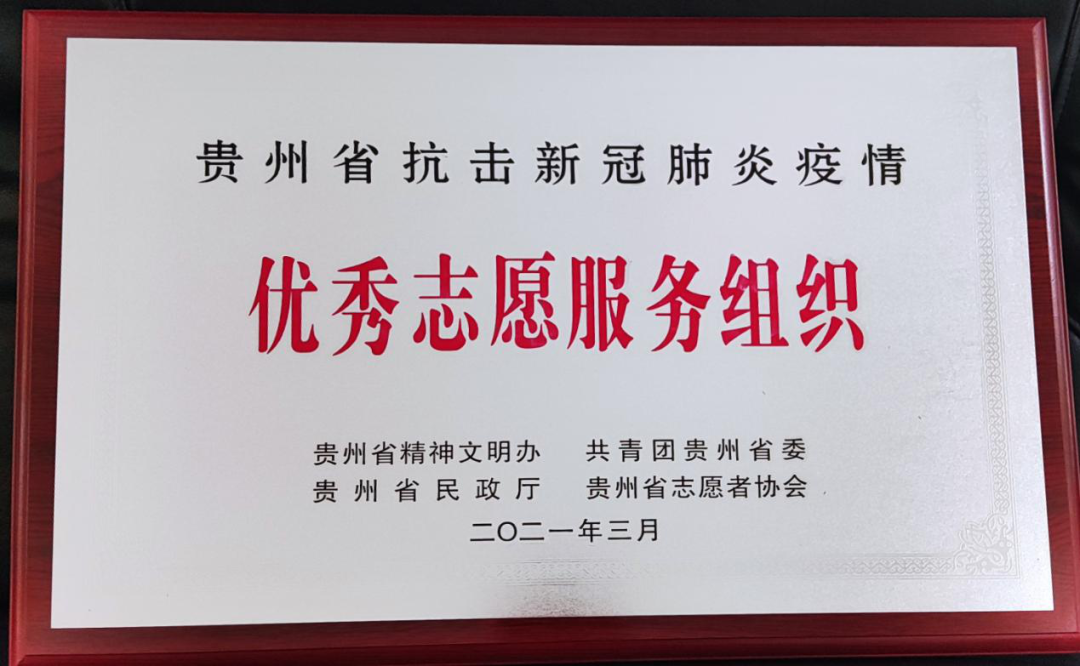 贵州省抗击新冠肺炎疫情
优秀志愿服务组织
贵州省精神文明办 共青团贵州省委
贵州省民政厅 贵州省志愿者协会
二〇二一年三月